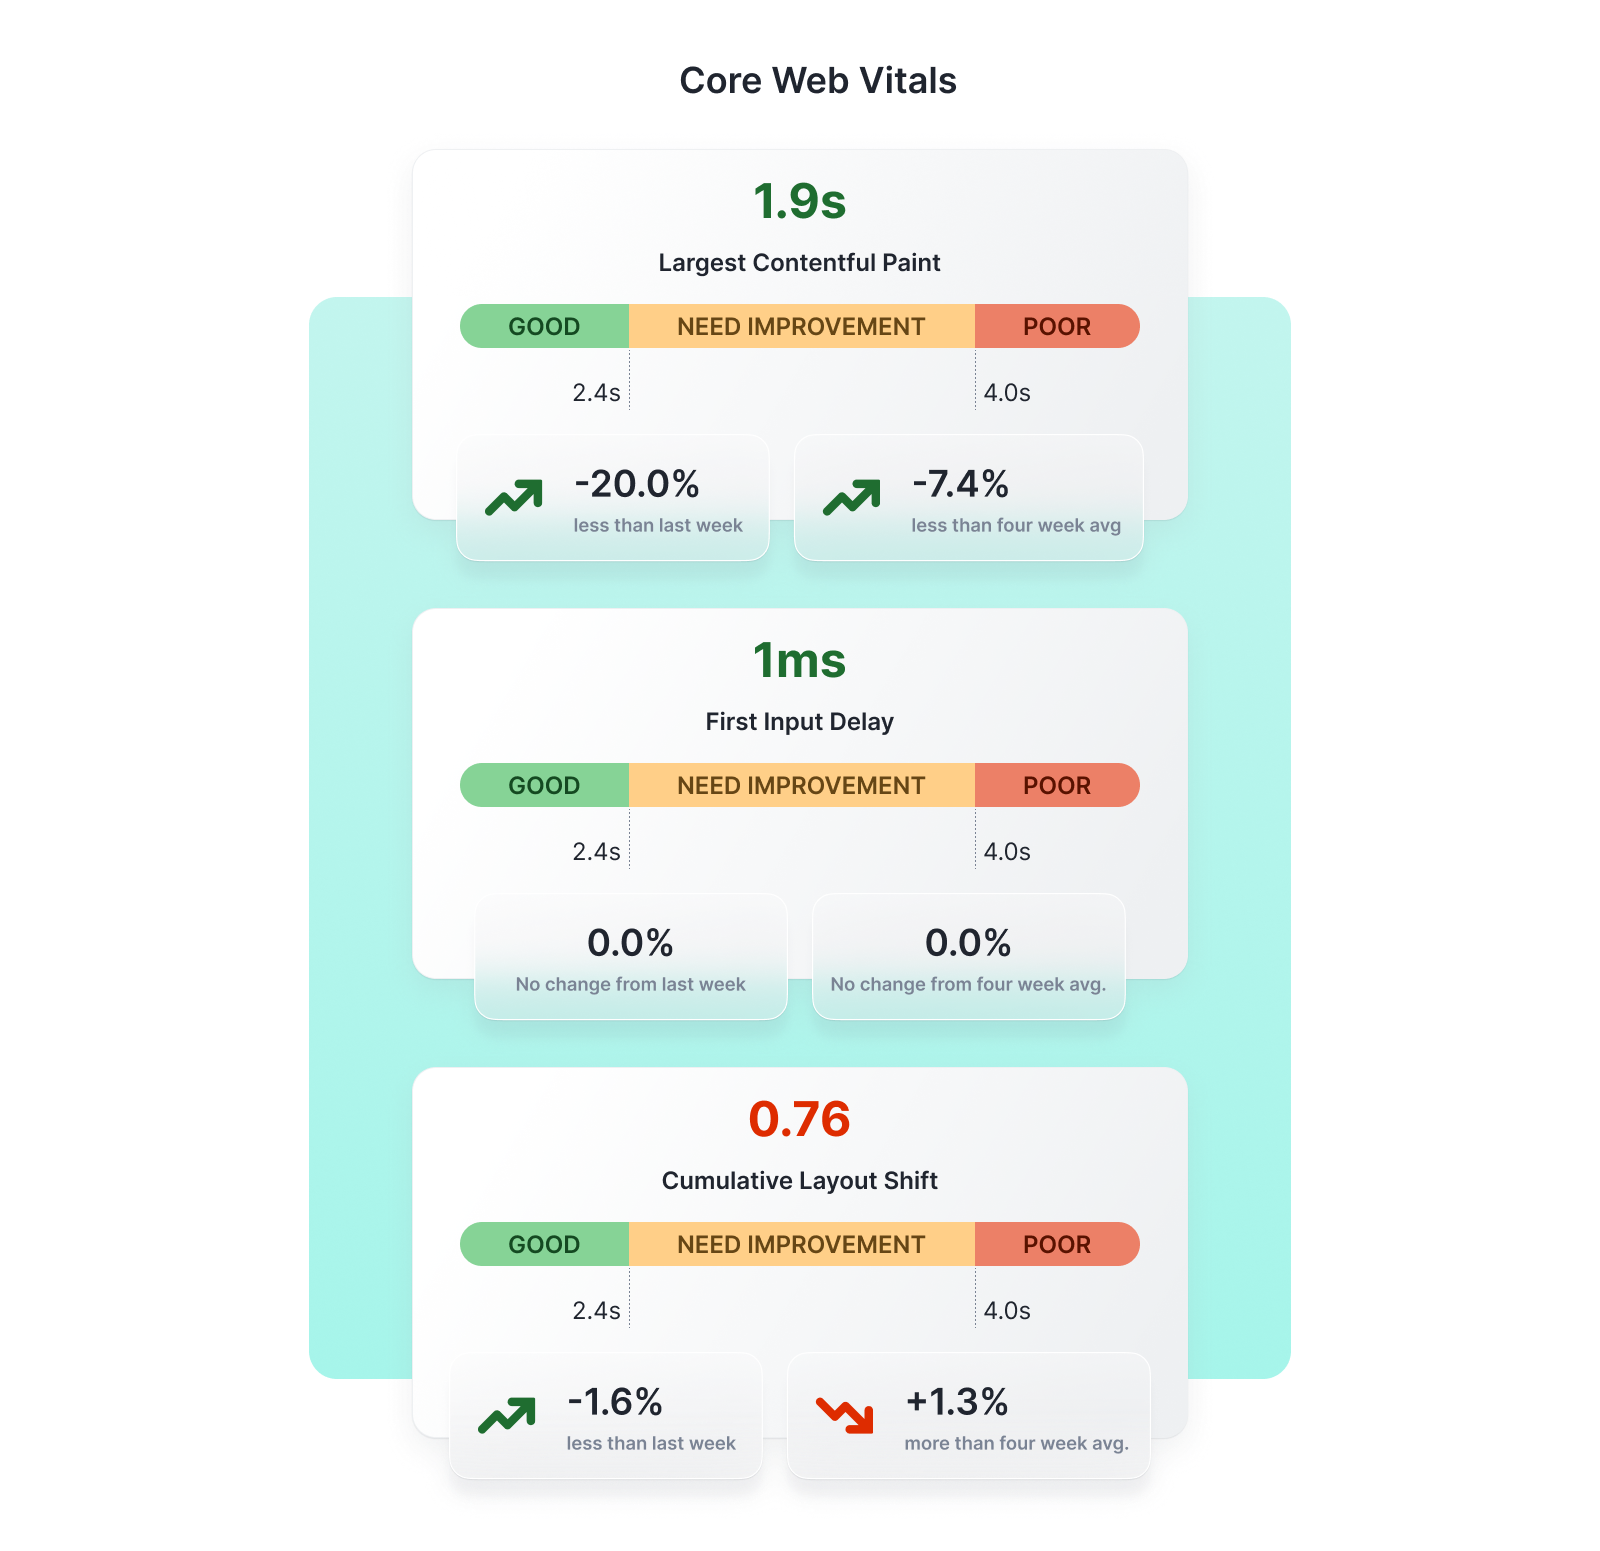 Core Web Vitals
1.9s
Largest Contentful Paint
GOOD NEED IMPROVEMENT POOR
2.4s 4.0s
-20.0%
less than last week
-7.4%
less than four week avg
1ms
First Input Delay
GOOD NEED IMPROVEMENT POOR
2.4s 4.0s
0.0%
No change from last week
0.0%
No change from four week avg.
0.76
Cumulative Layout Shift
GOOD NEED IMPROVEMENT POOR
2.4s 4.0s
-1.6%
less than last week
+1.3%
more than four week avg.